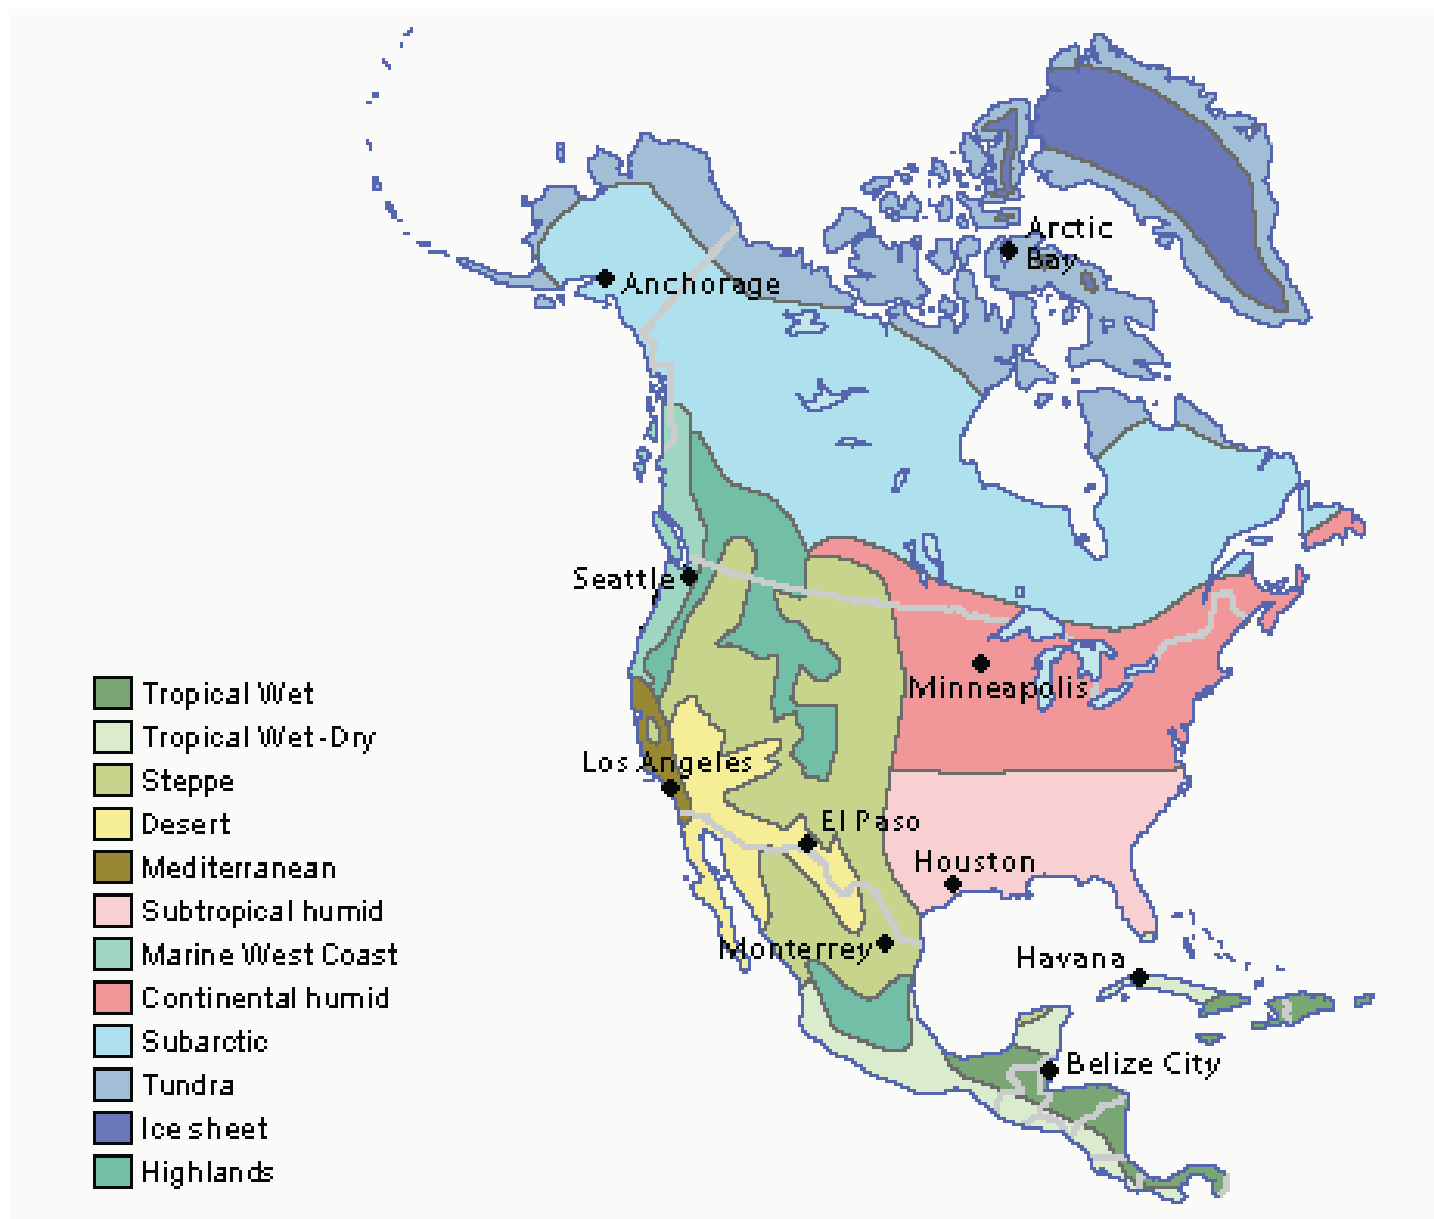 Arctic
Bay
Anchorage
Seattle
Minneapolis
Los Angeles
El Paso
Houston
Monterrey
Havana
Belize City
Tropical Wet
Tropical Wet-Dry
Steppe
Desert
Mediterranean
Subtropical humid
Marine West Coast
Continental humid
Subarctic
Tundra
Ice sheet
Highlands